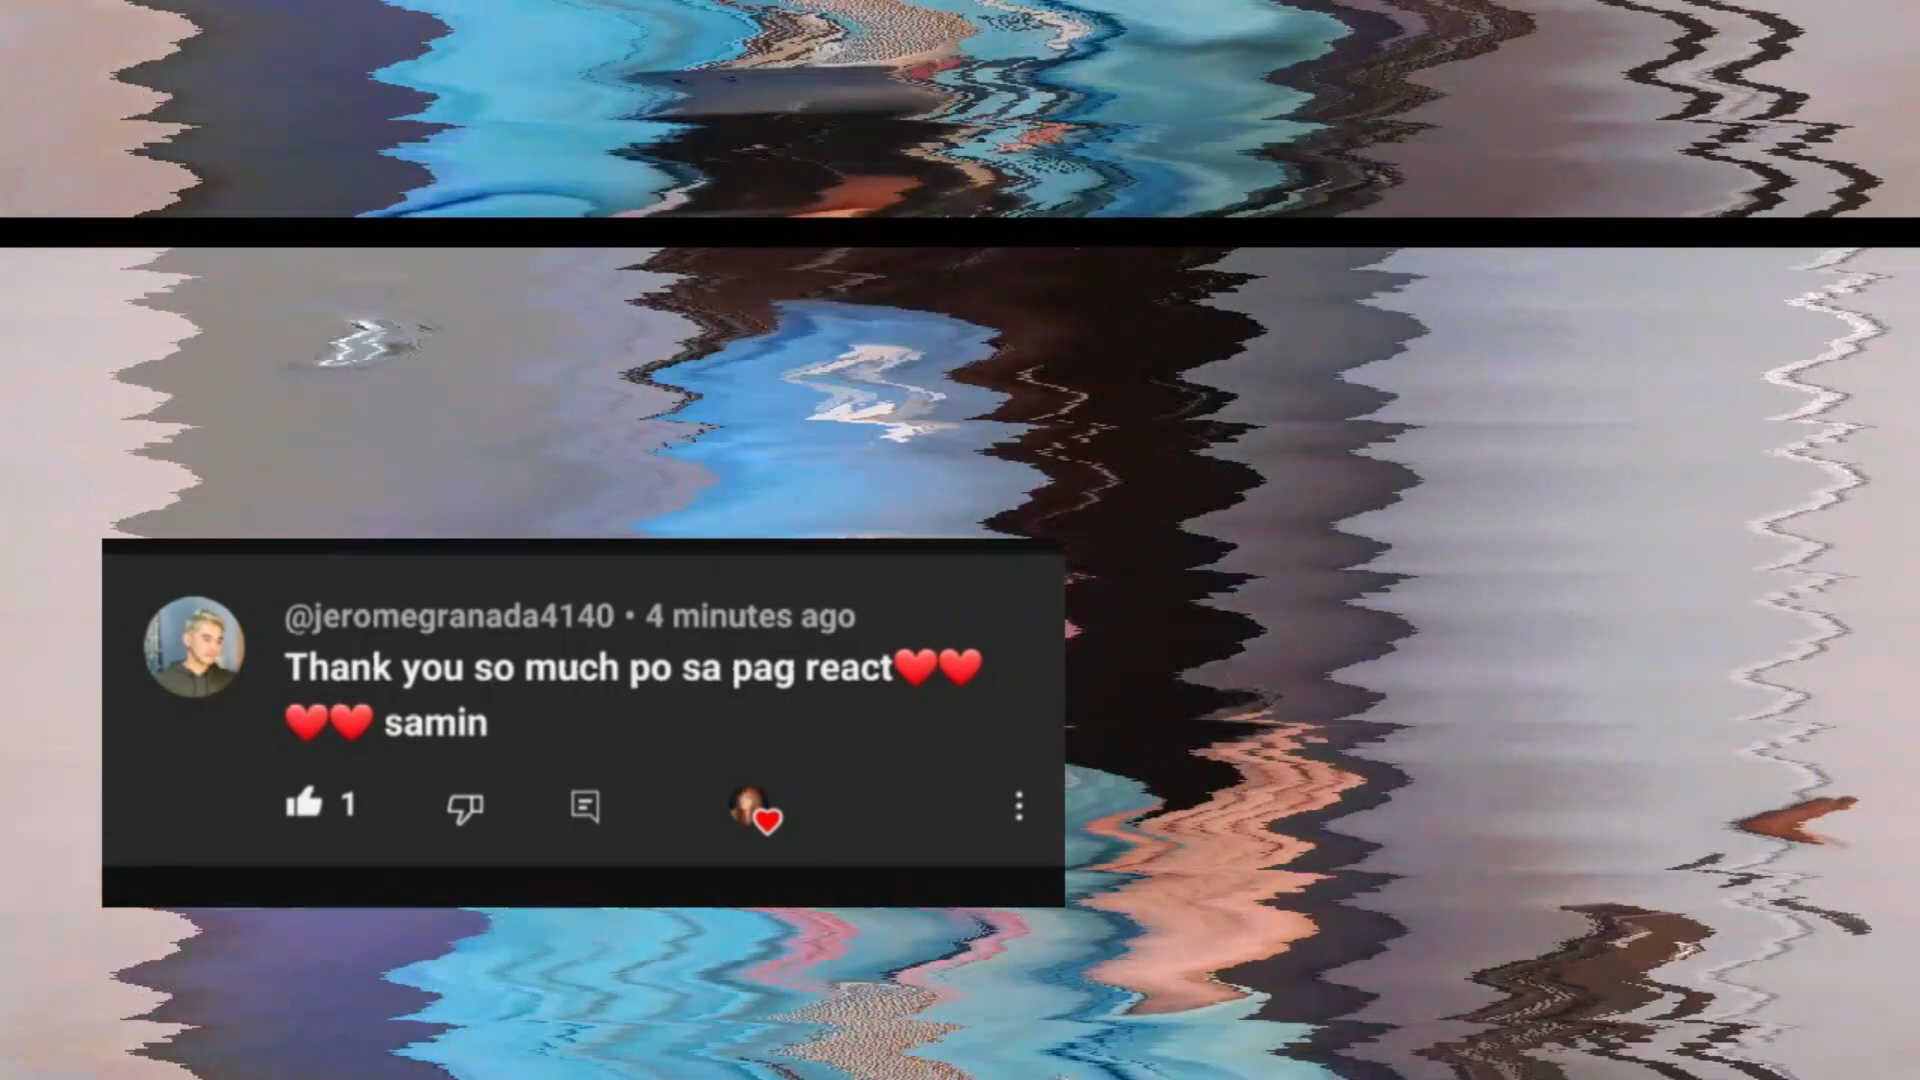 @jeromegranada4140 • 4 minutes ago
Thank you so much po sa pag react❤️❤️
❤️❤️ samin
1